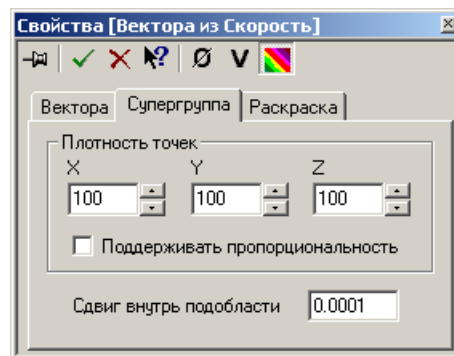 Свойства [Вектора из Скорость]
Вектора Супергруппа Раскраска
Плотность точек
X Y Z
100 100 100
Поддерживать пропорциональность
Сдвиг внутрь подобласти 0.0001